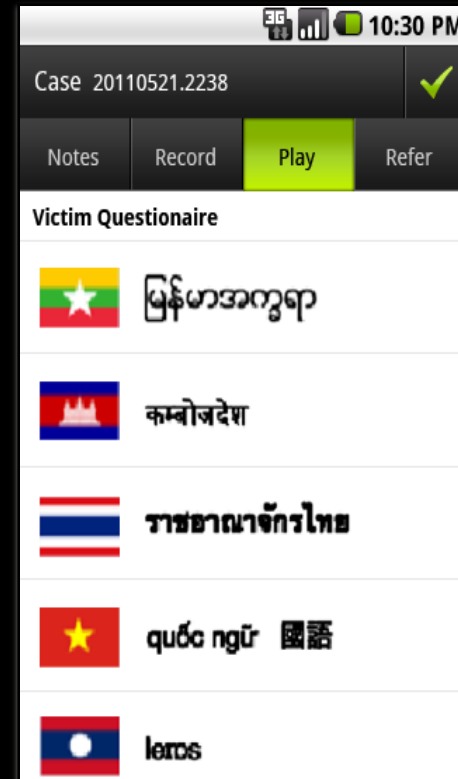 3G 10:30 PM
Case 20110521.2238
Notes Record Play Refer
Victim Questionaire
မြန်မာအက္ခရာ
कम्बोजदेश
ราชอาณาจักรไทย
quốc ngữ 國語